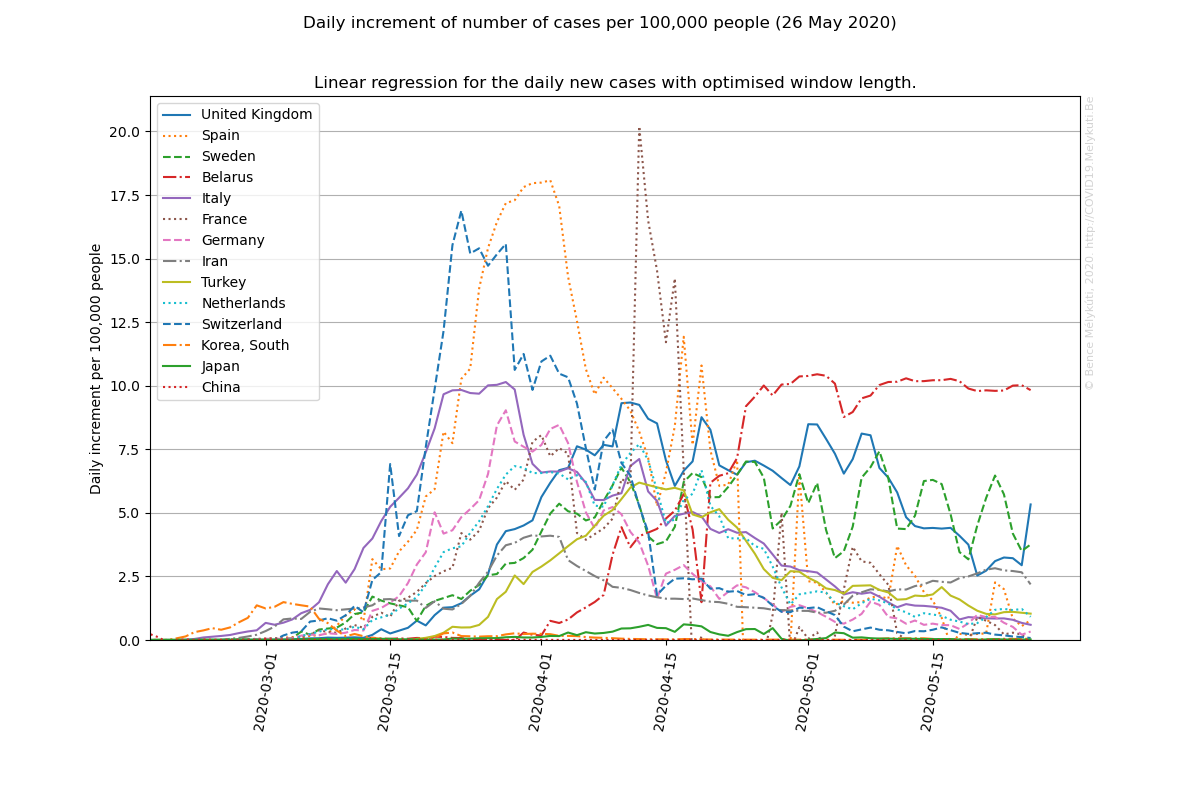 Daily increment of number of cases per 100,000 people (26 May 2020)
Linear regression for the daily new cases with optimised window length.
Daily increment per 100,000 people
20.0
17.5
15.0
12.5
10.0
7.5
5.0
2.5
0.0
United Kingdom
Spain
Sweden
Belarus
Italy
France
Germany
Iran
Turkey
Netherlands
Switzerland
Korea, South
Japan
China
2020-03-01
2020-03-15
2020-04-01
2020-04-15
2020-05-01
2020-05-15
© Bence Mélykúti, 2020. http://COVID19.Melykuti.Be